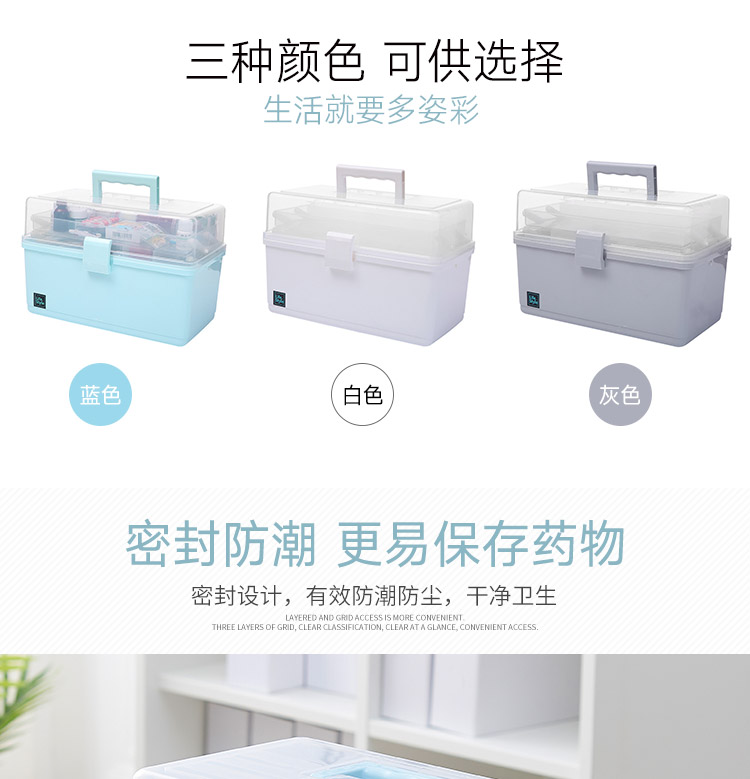 三种颜色 可供选择
生活就要多姿彩
蓝色
白色
灰色
密封防潮 更易保存药物
密封设计，有效防潮防尘，干净卫生
LAYERED AND GRID ACCESS IS MORE CONVENIENT.
THREE LAYERS OF GRID, CLEAR CLASSIFICATION, CLEAR AT A GLANCE, CONVENIENT ACCESS.